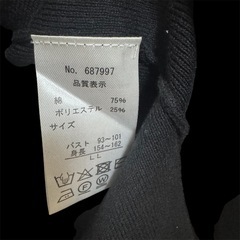 No. 687997
品質表示
綿 75%
ポリエステル 25%
サイズ
バスト 93〜101
身長 154〜162
LL